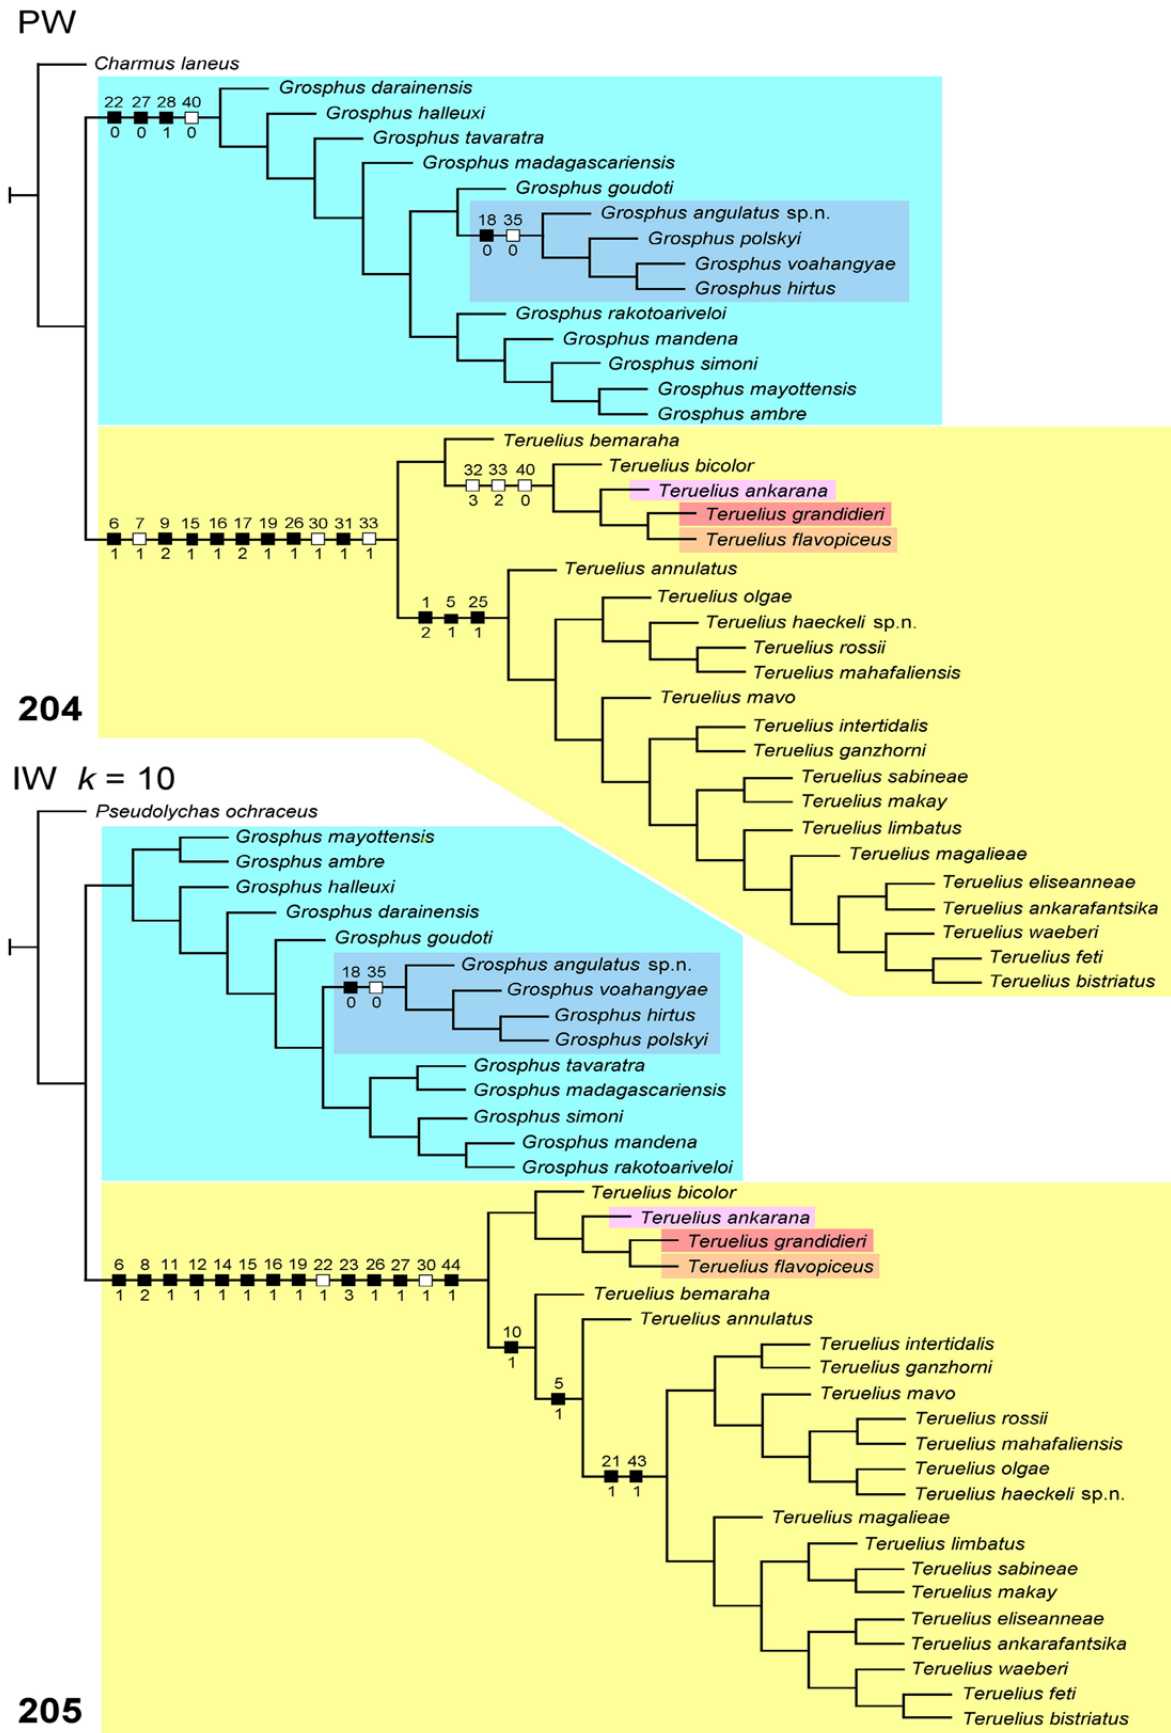 PW
Charmus laneus
Grosphus darainensis
22 27 28 40
0 0 1 0
Grosphus halleuxi
Grosphus tavaratra
Grosphus madagascariensis
Grosphus goudoti
18 35
0 0
Grosphus angulatus sp.n.
Grosphus polskyi
Grosphus voahangyae
Grosphus hirtus
Grosphus rakotoariveloi
Grosphus mandena
Grosphus simoni
Grosphus mayottensis
Grosphus ambre
Teruelius bemaraha
Teruelius bicolor
32 33 40
3 2 0
Teruelius ankarana
Teruelius grandidieri
Teruelius flavopiceus
6 7 9 15 16 17 19 26 30 31 33
1 1 2 1 1 2 1 1 1 1 1
Teruelius annulatus
1 5 25
2 1 1
Teruelius olgae
Teruelius haeckeli sp.n.
Teruelius rossii
Teruelius mahafaliensis
Teruelius mavo
204
Teruelius intertidalis
Teruelius ganzhorni
Teruelius sabineae
Teruelius makay
Teruelius limbatus
Teruelius magalieae
Teruelius eliseanneae
Teruelius ankarafantsika
Teruelius waeberi
Teruelius feti
Teruelius bistriatus
IW k = 10
Pseudolychas ochraceus
Grosphus mayottensis
Grosphus ambre
Grosphus halleuxi
Grosphus darainensis
Grosphus goudoti
18 35
0 0
Grosphus angulatus sp.n.
Grosphus voahangyae
Grosphus hirtus
Grosphus polskyi
Grosphus tavaratra
Grosphus madagascariensis
Grosphus simoni
Grosphus mandena
Grosphus rakotoariveloi
Teruelius bicolor
Teruelius ankarana
Teruelius grandidieri
Teruelius flavopiceus
6 8 11 12 14 15 16 19 22 23 26 27 30 44
1 2 1 1 1 1 1 1 1 3 1 1 1 1
Teruelius bemaraha
Teruelius annulatus
10
1
5
1
21 43
1 1
Teruelius intertidalis
Teruelius ganzhorni
Teruelius mavo
Teruelius rossii
Teruelius mahafaliensis
Teruelius olgae
Teruelius haeckeli sp.n.
Teruelius magalieae
Teruelius limbatus
Teruelius sabineae
Teruelius makay
Teruelius eliseanneae
Teruelius ankarafantsika
Teruelius waeberi
Teruelius feti
Teruelius bistriatus
205